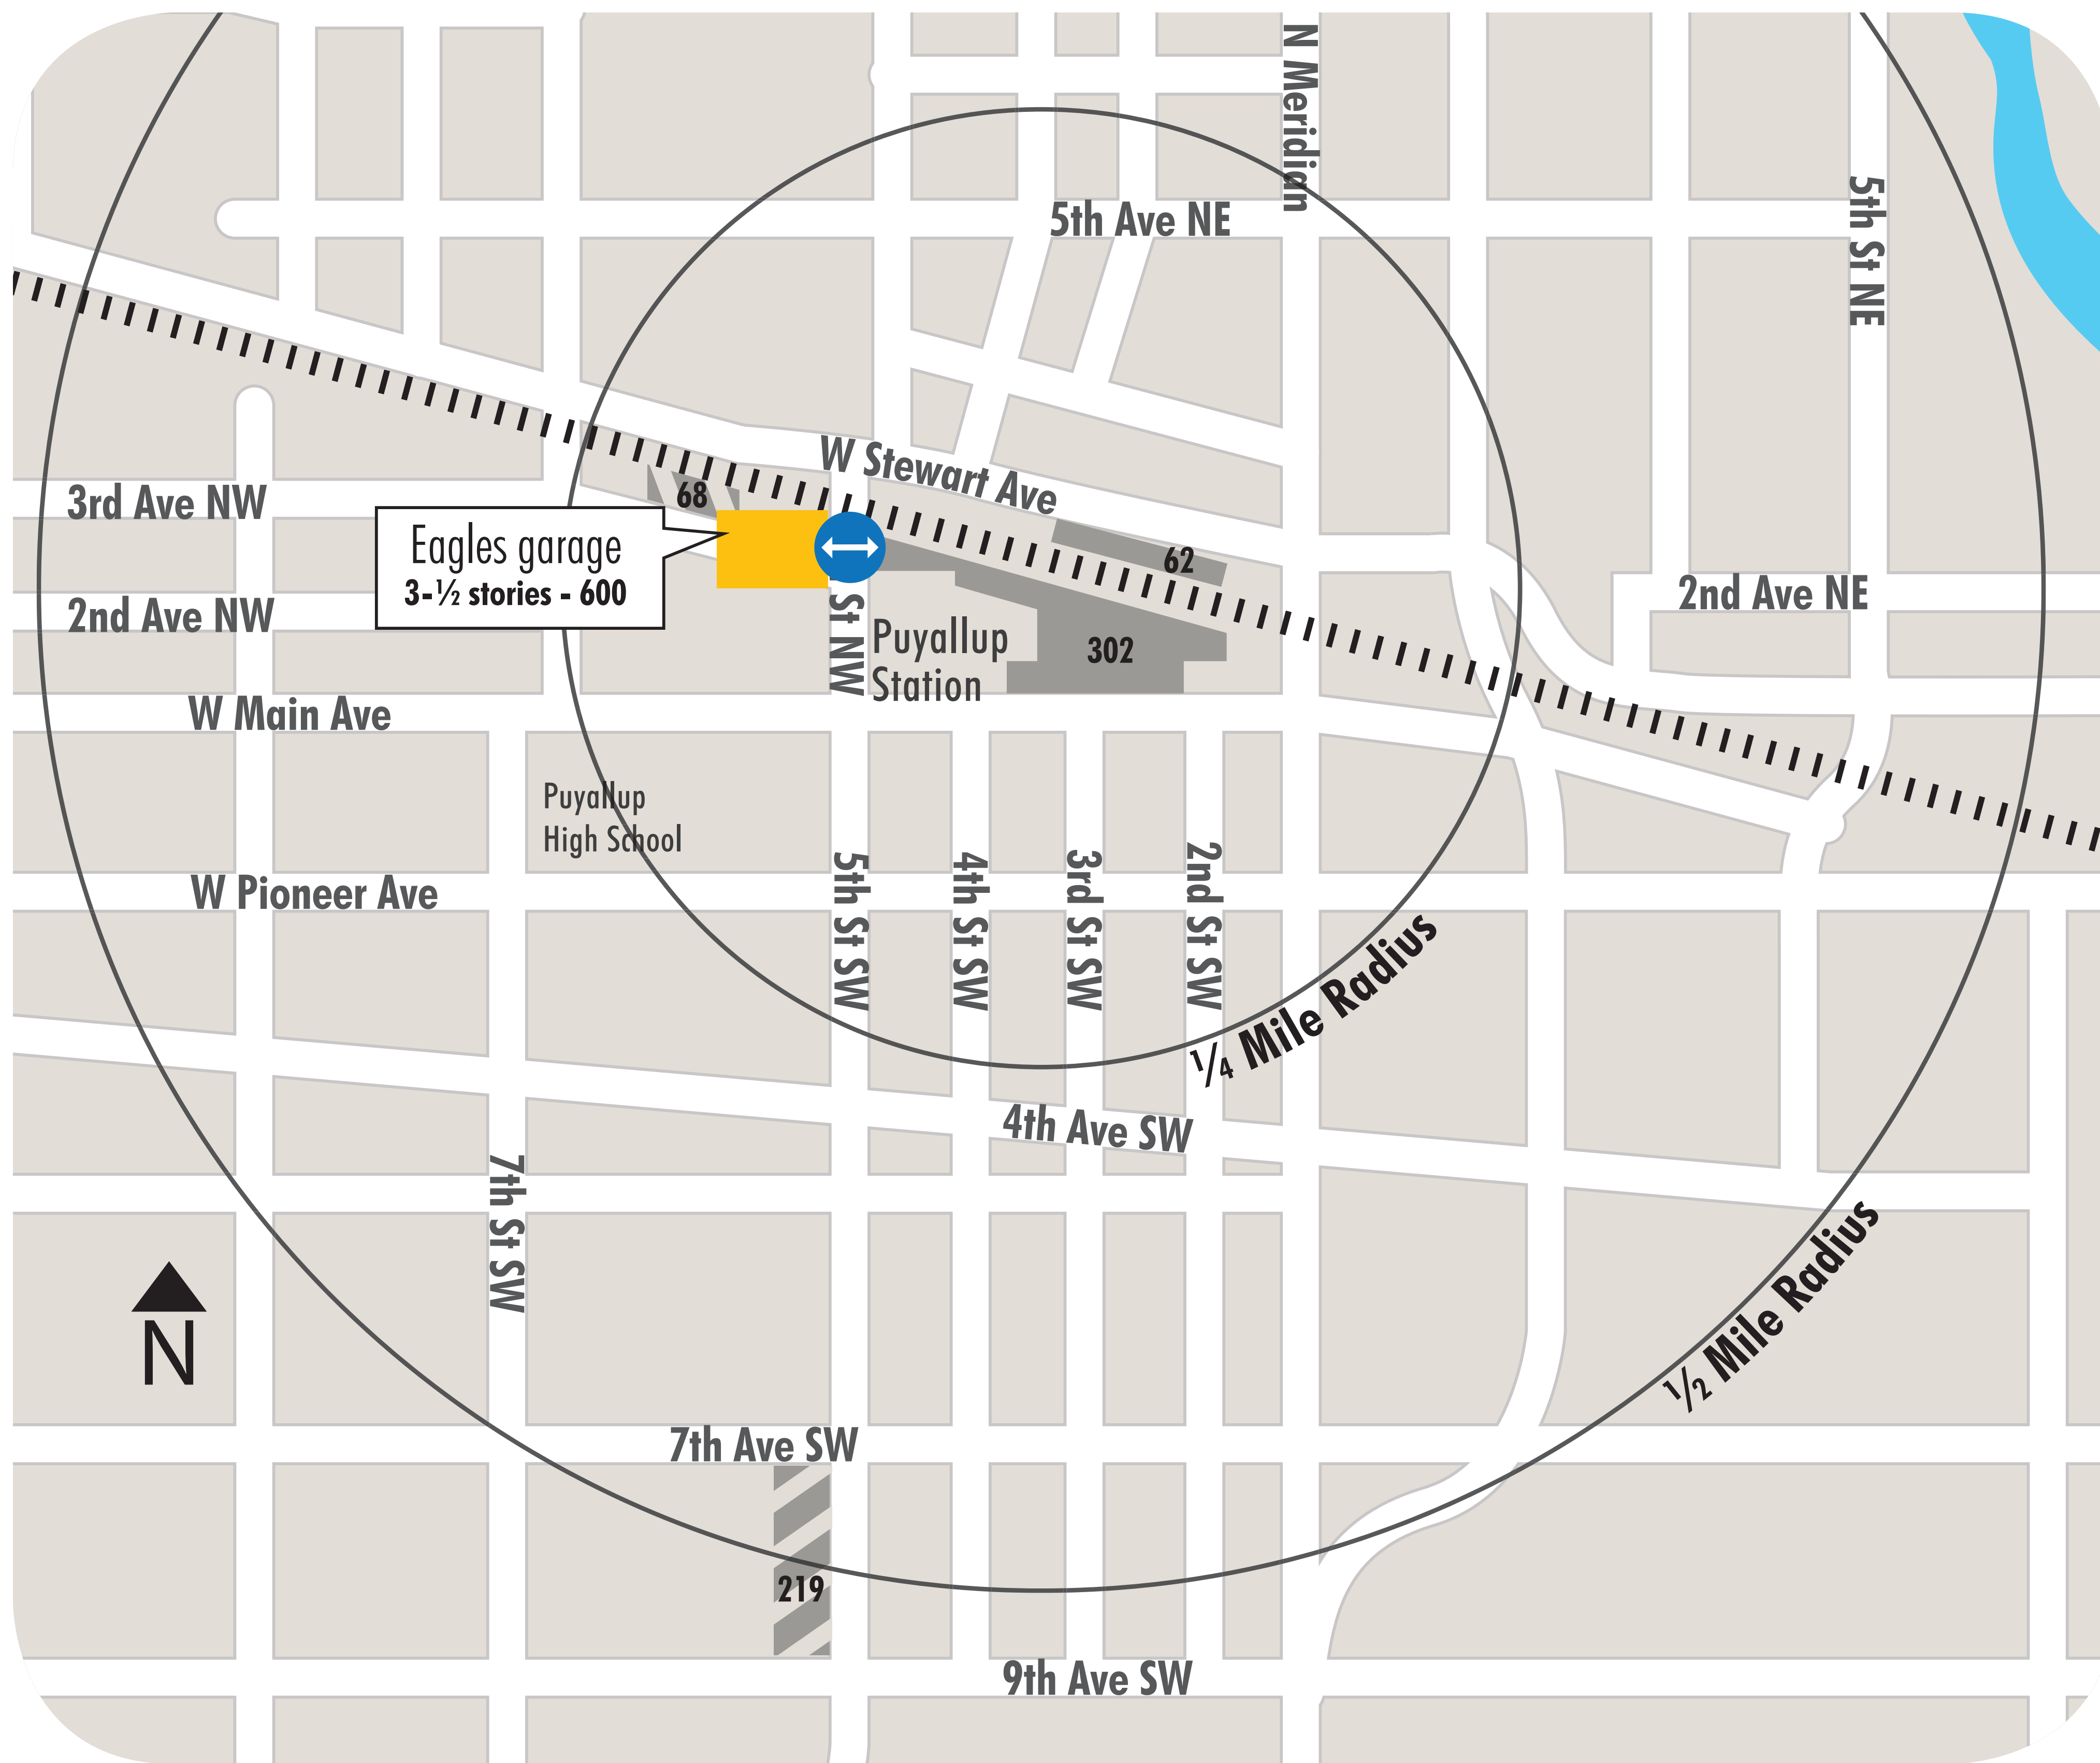 N Meridian
5th Ave NE
5th St NE
W Stewart Ave
3rd Ave NW
68
Eagles garage
3-½ stories - 600
62
2nd Ave NW
2nd Ave NE
St NW
Puyallup
Station
302
W Main Ave
Puyallup
High School
W Pioneer Ave
5th St SW
4th St SW
3rd St SW
2nd St SW
¼ Mile Radius
4th Ave SW
7th St SW
½ Mile Radius
N
7th Ave SW
219
9th Ave SW